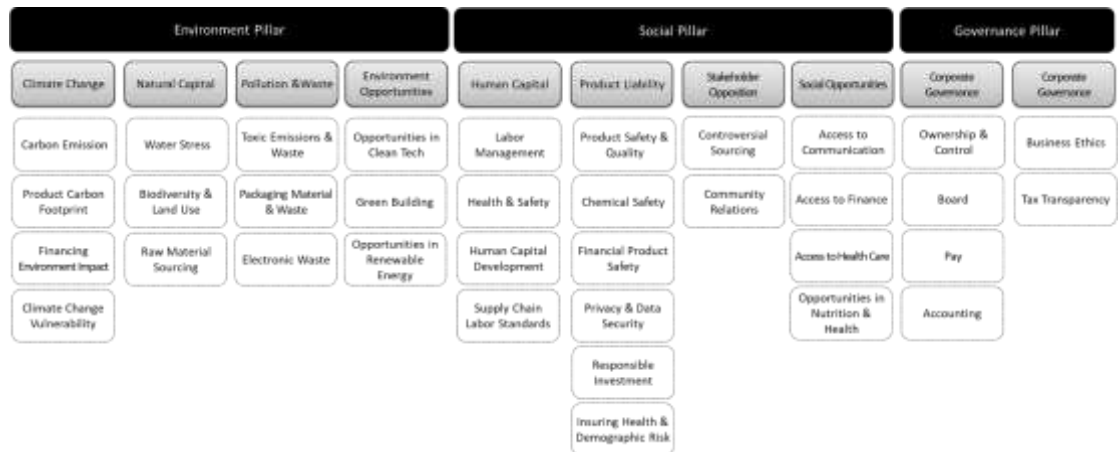 Environment Pillar
Social Pillar
Governance Pillar
Climate Change
Natural Capital
Pollution &Waste
Environment
Opportunities
Human Capital
Product Liability
Stakeholder
Opposition
Social Opportunities
Corporate
Governance
Corporate
Governance
Carbon Emission
Water Stress
Toxic Emissions &
Waste
Opportunities in
Clean Tech
Labor
Management
Product Safety &
Quality
Controversial
Sourcing
Access to
Communication
Ownership &
Control
Business Ethics
Product Carbon
Footprint
Biodiversity &
Land Use
Packaging Material
& Waste
Green Building
Health & Safety
Chemical Safety
Community
Relations
Access to Finance
Board
Tax Transparency
Financing
Environment Impact
Raw Material
Sourcing
Electronic Waste
Opportunities in
Renewable
Energy
Human Capital
Development
Financial Product
Safety
Access to Health Care
Pay
Climate Change
Vulnerability
Supply Chain
Labor Standards
Privacy & Data
Security
Opportunities in
Nutrition &
Health
Accounting
Responsible
Investment
Insuring Health &
Demographic Risk